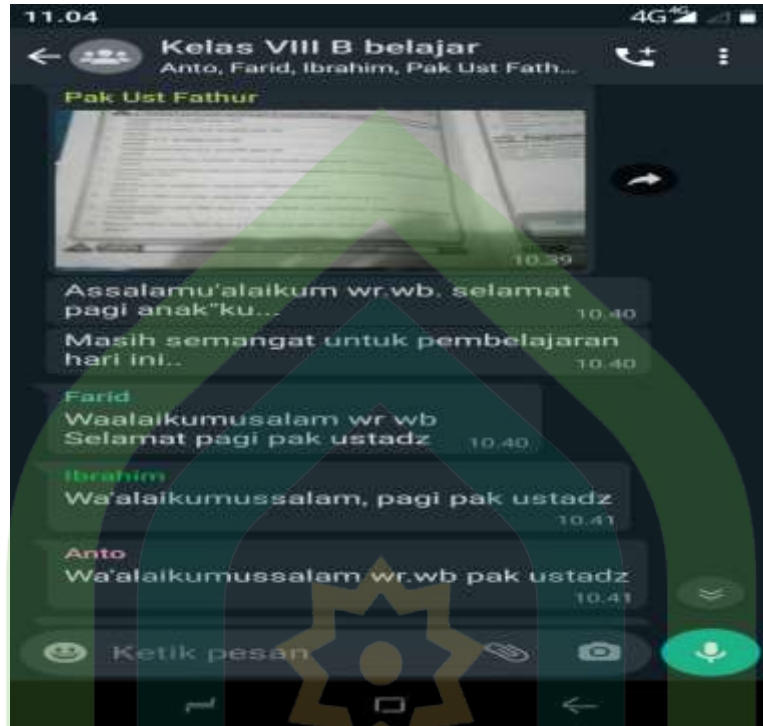 11.04
4G 4G
Kelas VIII B belajar
Anto, Farid, Ibrahim, Pak Ust Fath...
Pak Ust Fathur
10.39
Assalamu'alaikum wr.wb. selamat
pagi anak"ku...
10.40
Masih semangat untuk pembelajaran
hari ini..
10.40
Farid
Waalaikumusalam wr wb
Selamat pagi pak ustadz
10.40
Ibrahim
Wa'alaikumussalam, pagi pak ustadz
10.41
Anto
Wa'alaikumussalam wr.wb pak ustadz
10.41
Ketik pesan